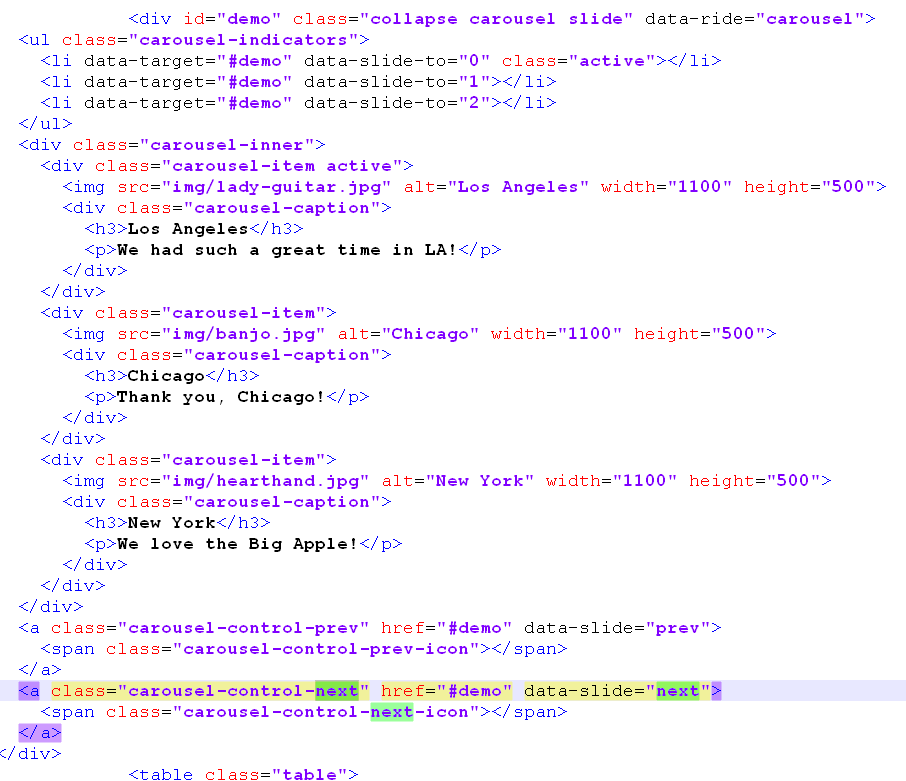 <div id="demo" class="collapse carousel slide" data-ride="carousel">
<ul class="carousel-indicators">
<li data-target="#demo" data-slide-to="0" class="active"></li>
<li data-target="#demo" data-slide-to="1"></li>
<li data-target="#demo" data-slide-to="2"></li>
</ul>
<div class="carousel-inner">
<div class="carousel-item active">
<img src="img/lady-guitar.jpg" alt="Los Angeles" width="1100" height="500">
<div class="carousel-caption">
<h3>Los Angeles</h3>
<p>We had such a great time in LA!</p>
</div>
</div>
<div class="carousel-item">
<img src="img/banjo.jpg" alt="Chicago" width="1100" height="500">
<div class="carousel-caption">
<h3>Chicago</h3>
<p>Thank you, Chicago!</p>
</div>
</div>
<div class="carousel-item">
<img src="img/hearthand.jpg" alt="New York" width="1100" height="500">
<div class="carousel-caption">
<h3>New York</h3>
<p>We love the Big Apple!</p>
</div>
</div>
</div>
<a class="carousel-control-prev" href="#demo" data-slide="prev">
<span class="carousel-control-prev-icon"></span>
</a>
<a class="carousel-control-next" href="#demo" data-slide="next">
<span class="carousel-control-next-icon"></span>
</a>
</div>
<table class="table">